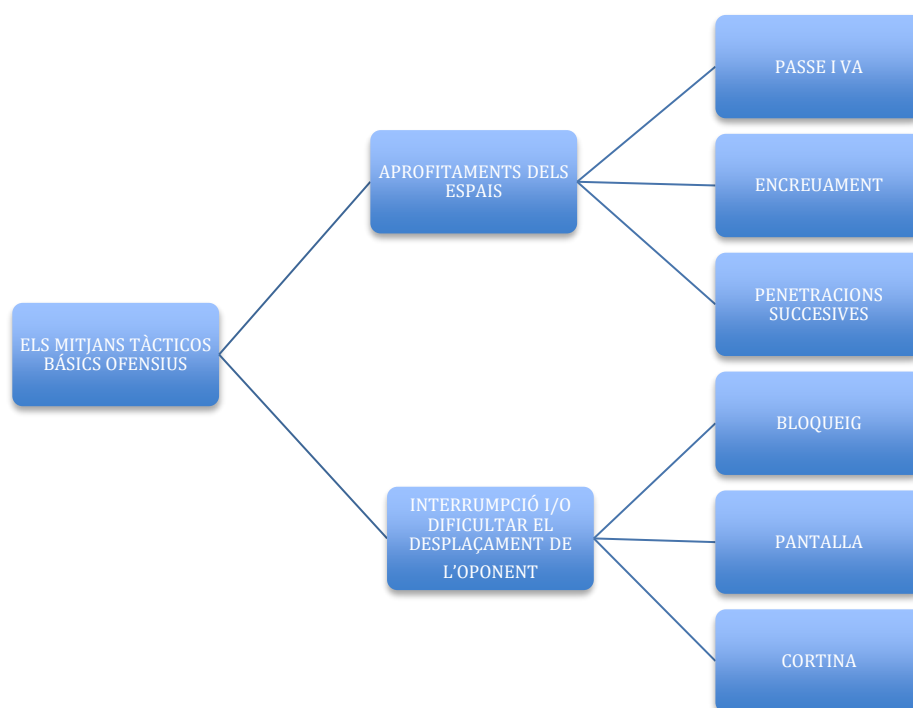 ELS MITJANS TÀCTICOS
BÁSICS OFENSIUS
APROFITAMENTS DELS
ESPAIS
PASSE I VA
ENCREUAMENT
PENETRACIONS
SUCCESIVES
INTERRUMPCIÓ I/O
DIFICULTAR EL
DESPLAÇAMENT DE
L’OPONENT
BLOQUEIG
PANTALLA
CORTINA